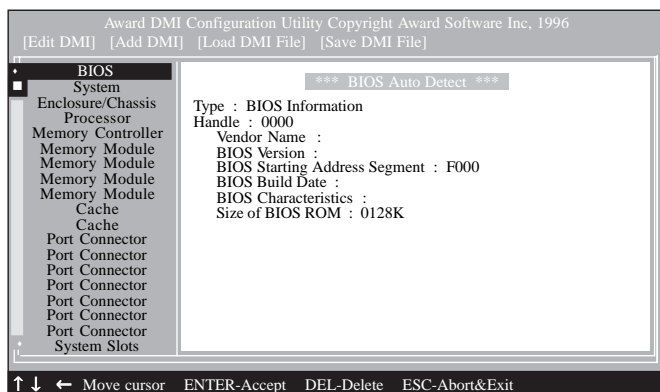 Award DMI Configuration Utility Copyright Award Software Inc, 1996
[Edit DMI] [Add DMI] [Load DMI File] [Save DMI File]
BIOS
System
Enclosure/Chassis
Processor
Memory Controller
Memory Module
Memory Module
Memory Module
Memory Module
Cache
Cache
Port Connector
Port Connector
Port Connector
Port Connector
Port Connector
Port Connector
Port Connector
System Slots
*** BIOS Auto Detect ***
Type : BIOS Information
Handle : 0000
Vendor Name :
BIOS Version :
BIOS Starting Address Segment : F000
BIOS Build Date :
BIOS Characteristics :
Size of BIOS ROM : 0128K
↑ ↓ ← Move cursor ENTER-Accept DEL-Delete ESC-Abort&Exit